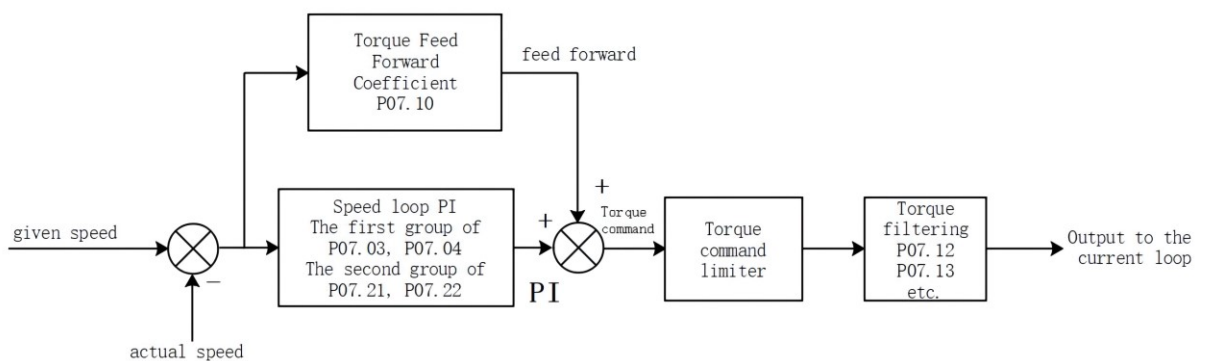 Torque Feed
Forward
Coefficient
P07.10
feed forward
given speed
Speed loop PI
The first group of
P07.03, P07.04
The second group of
P07.21, P07.22
+
PI
+
Torque
command
Torque
command
limiter
Torque
filtering
P07.12
P07.13
etc.
Output to the
current loop
−
actual speed